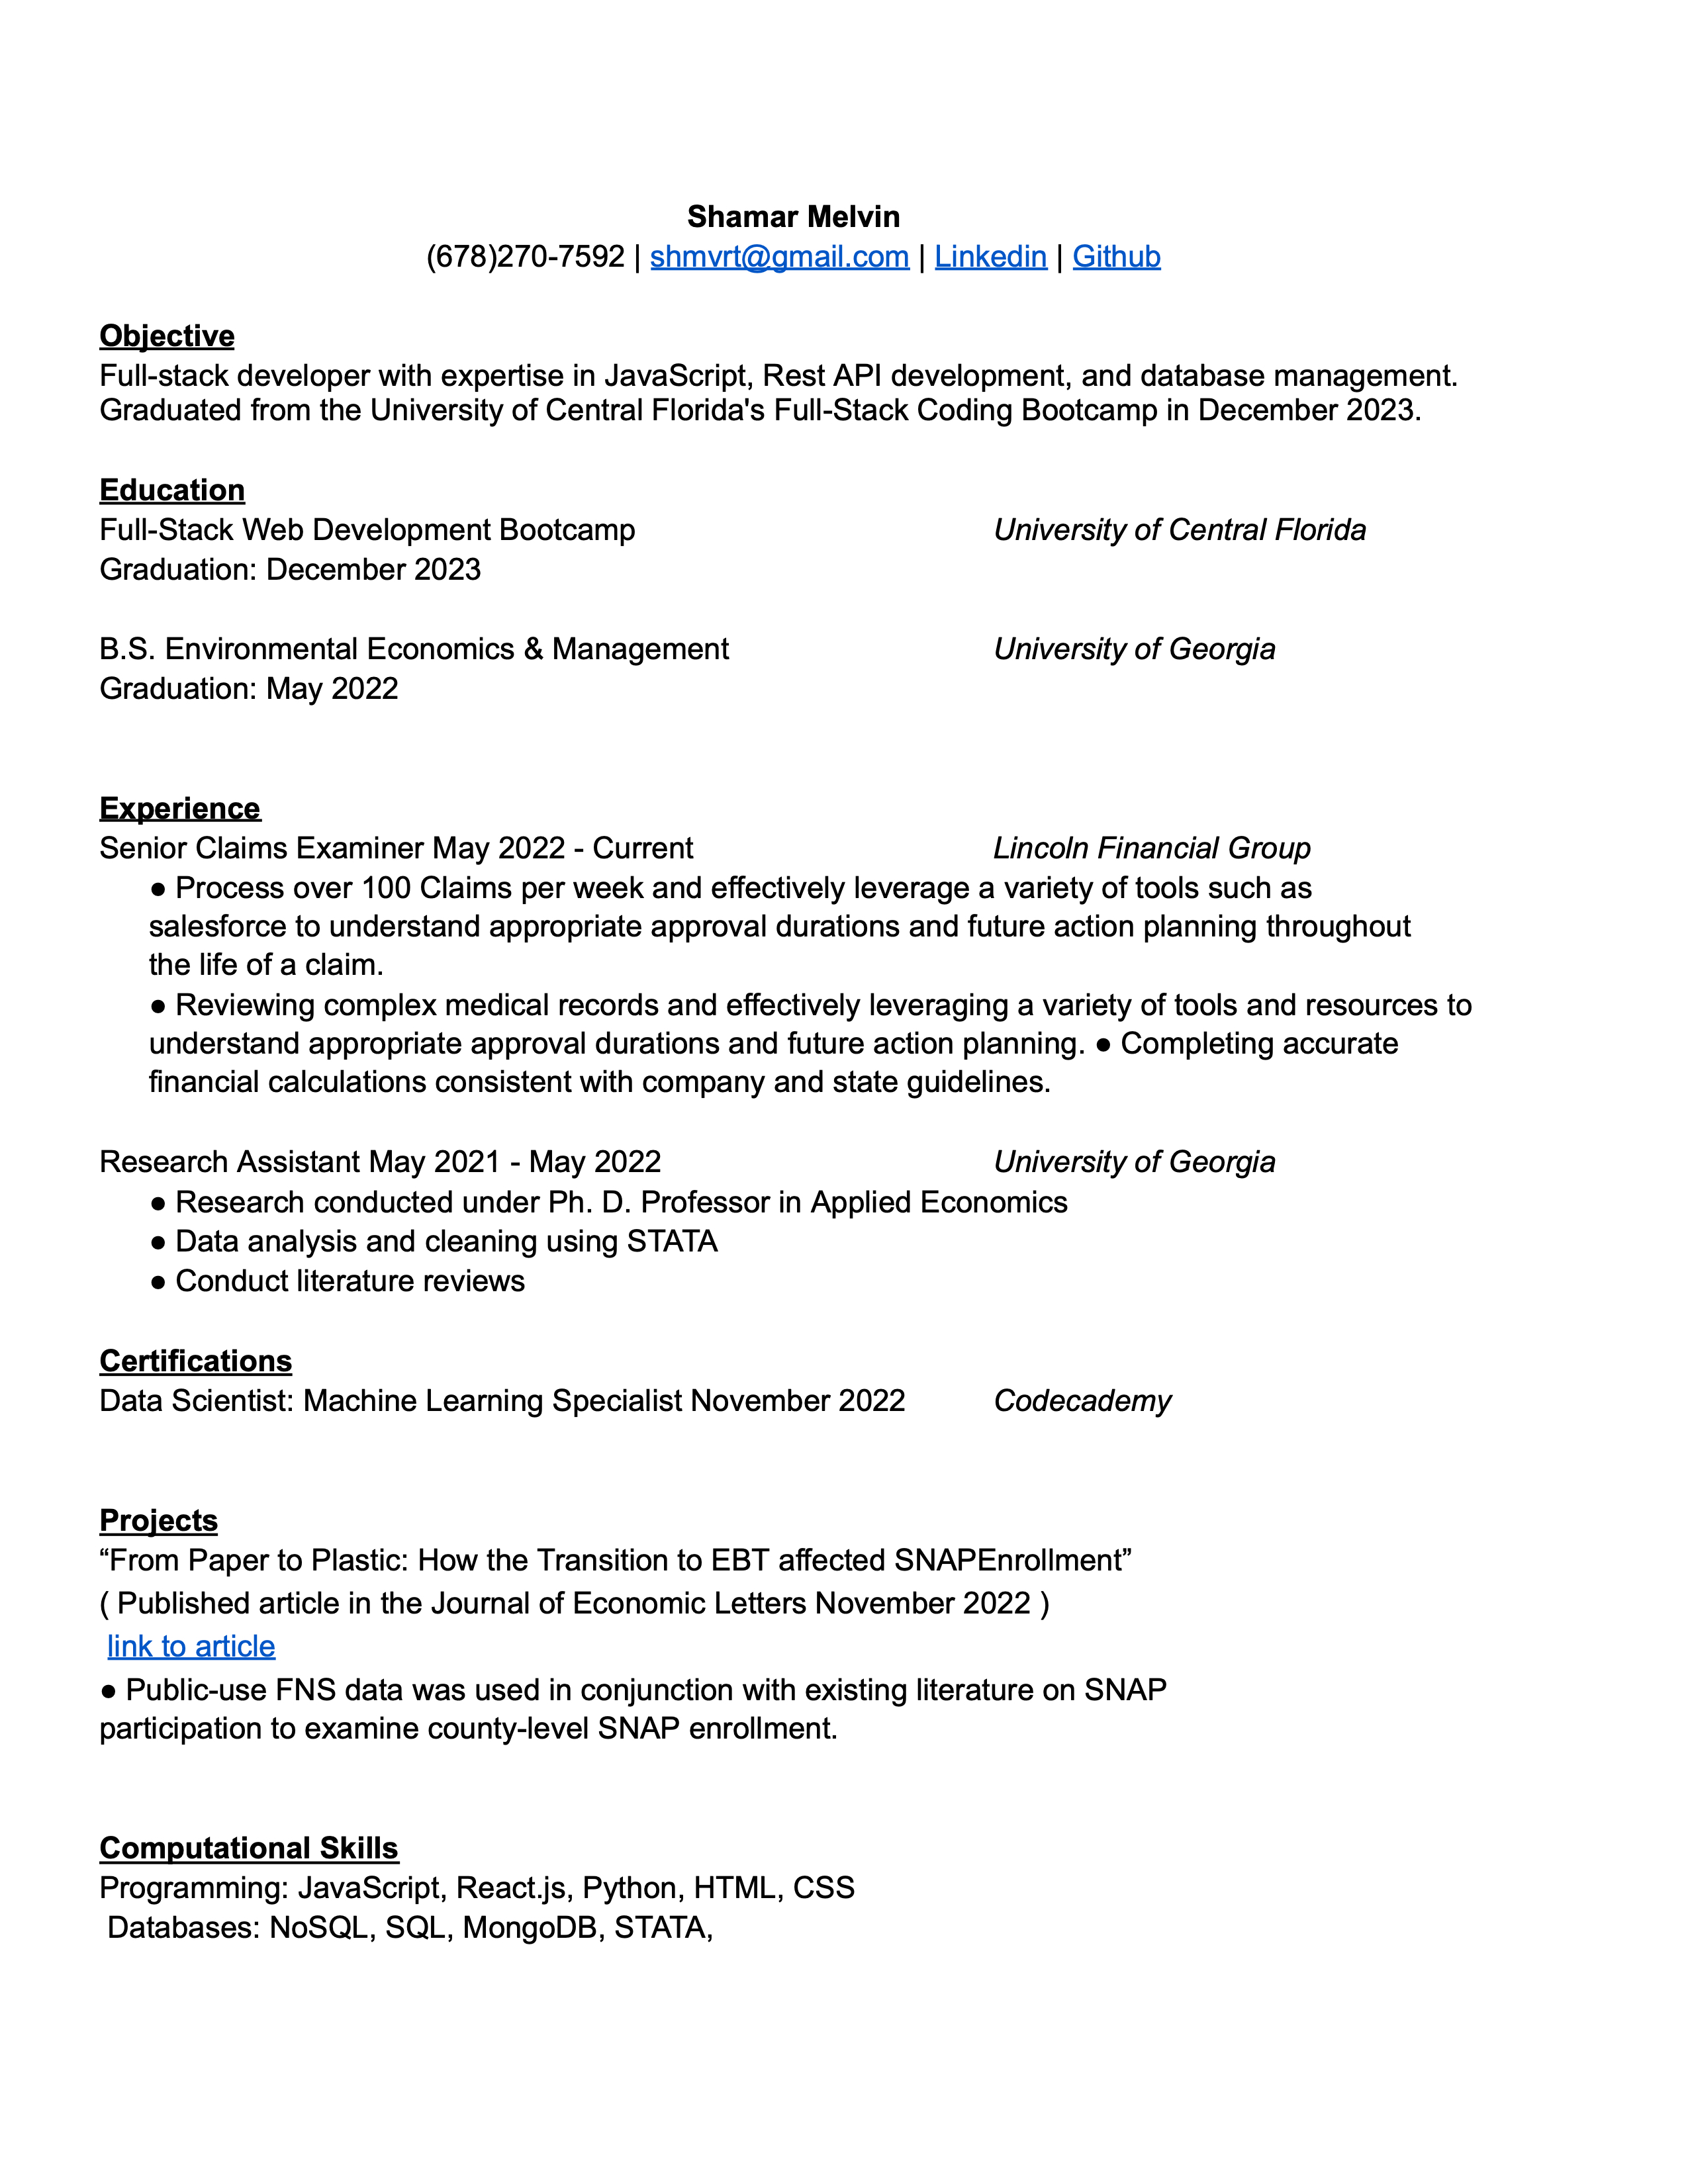 Shamar Melvin
(678)270-7592 | shmvrt@gmail.com | Linkedin | Github
Objective
Full-stack developer with expertise in JavaScript, Rest API development, and database management.
Graduated from the University of Central Florida's Full-Stack Coding Bootcamp in December 2023.
Education
Full-Stack Web Development Bootcamp University of Central Florida
Graduation: December 2023
B.S. Environmental Economics & Management University of Georgia
Graduation: May 2022
Experience
Senior Claims Examiner May 2022 - Current Lincoln Financial Group
● Process over 100 Claims per week and effectively leverage a variety of tools such as
salesforce to understand appropriate approval durations and future action planning throughout
the life of a claim.
● Reviewing complex medical records and effectively leveraging a variety of tools and resources to
understand appropriate approval durations and future action planning. ● Completing accurate
financial calculations consistent with company and state guidelines.
Research Assistant May 2021 - May 2022 University of Georgia
● Research conducted under Ph. D. Professor in Applied Economics
● Data analysis and cleaning using STATA
● Conduct literature reviews
Certifications
Data Scientist: Machine Learning Specialist November 2022 Codecademy
Projects
“From Paper to Plastic: How the Transition to EBT affected SNAPEnrollment”
( Published article in the Journal of Economic Letters November 2022 )
link to article
● Public-use FNS data was used in conjunction with existing literature on SNAP
participation to examine county-level SNAP enrollment.
Computational Skills
Programming: JavaScript, React.js, Python, HTML, CSS
Databases: NoSQL, SQL, MongoDB, STATA,